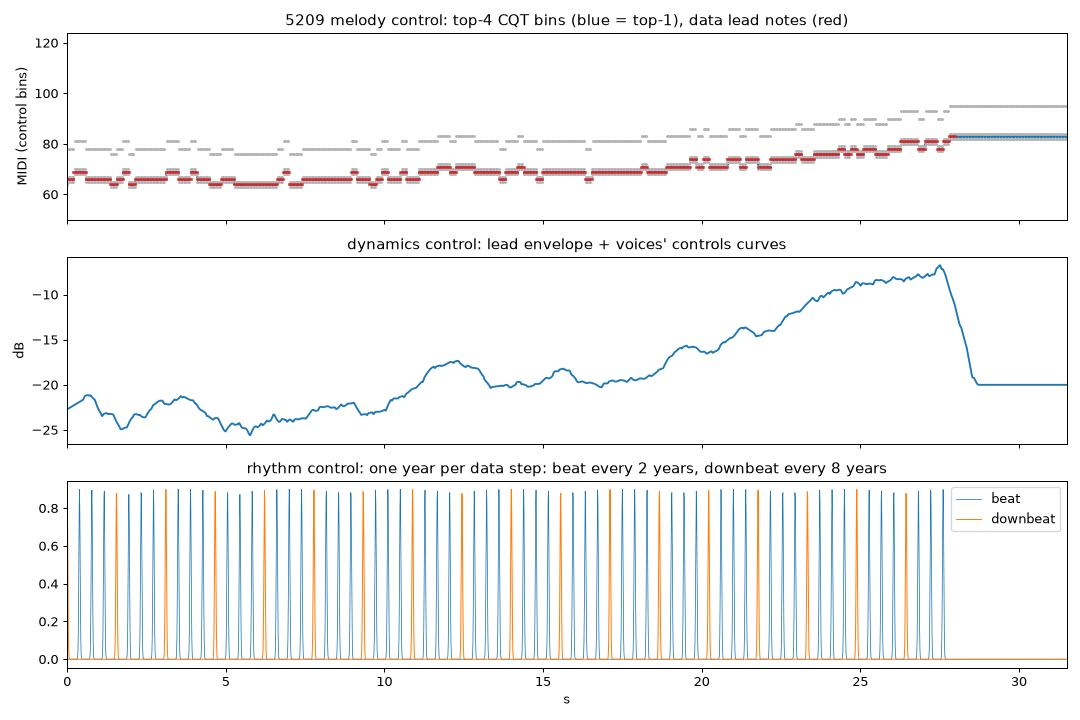 5209 melody control: top-4 CQT bins (blue = top-1), data lead notes (red)
MIDI (control bins)
120
100
80
60
dynamics control: lead envelope + voices' controls curves
dB
−10
−15
−20
−25
rhythm control: one year per data step: beat every 2 years, downbeat every 8 years
beat
downbeat
0.8
0.6
0.4
0.2
0.0
0 5 10 15 20 25 30
s